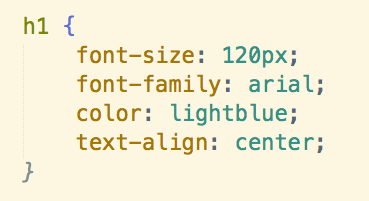 h1 {
    font-size: 120px;
    font-family: arial;
    color: lightblue;
    text-align: center;
}